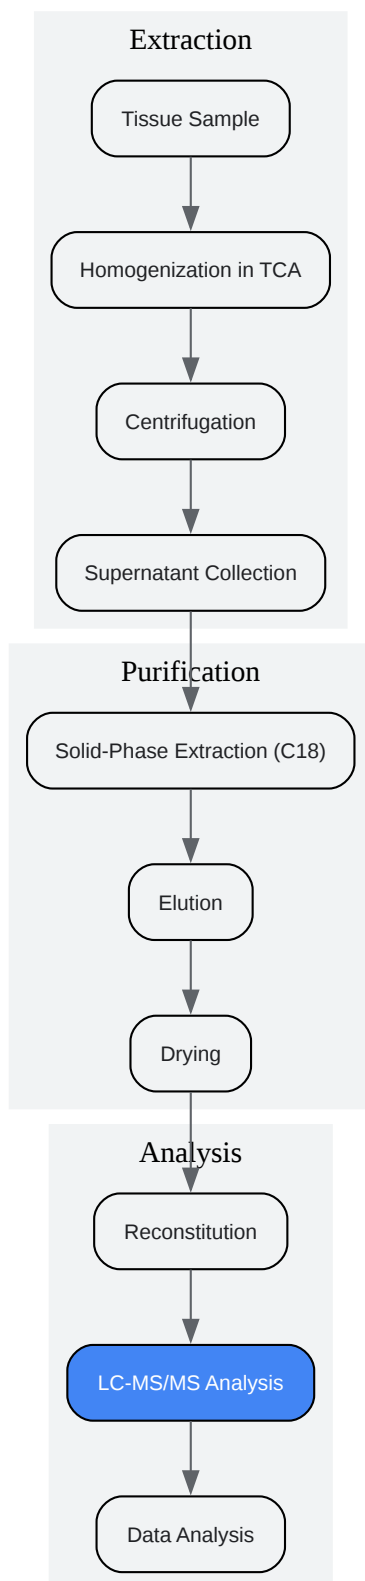 Extraction
Tissue Sample
Homogenization in TCA
Centrifugation
Supernatant Collection
Purification
Solid-Phase Extraction (C18)
Elution
Drying
Analysis
Reconstitution
LC-MS/MS Analysis
Data Analysis